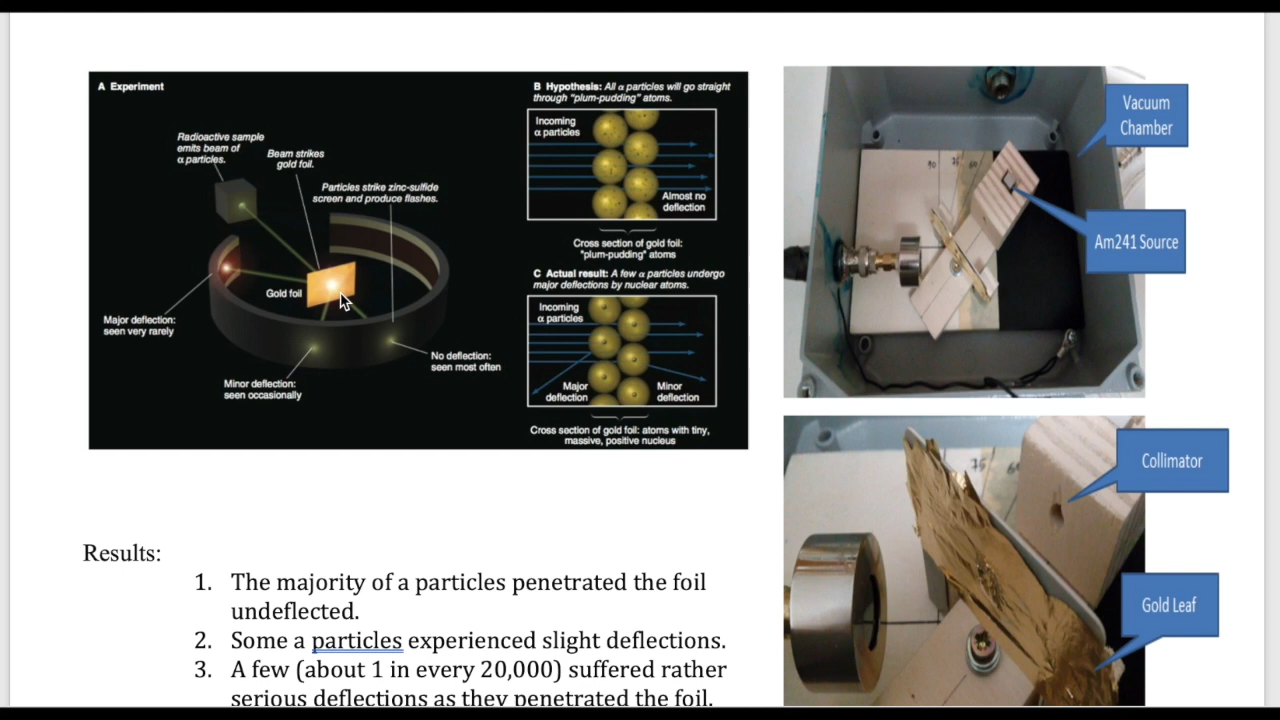 A Experiment
Radioactive sample
emits beam of
α particles.
Beam strikes
gold foil.
Particles strike zinc-sulfide
screen and produce flashes.
Gold foil
Major deflection:
seen very rarely
Minor deflection:
seen occasionally
No deflection:
seen most often
B Hypothesis: All α particles will go straight
through "plum-pudding" atoms.
Incoming
α particles
Almost no
deflection
Cross section of gold foil:
"plum-pudding" atoms
C Actual result: A few α particles undergo
major deflections by nuclear atoms.
Incoming
α particles
Major
deflection
Minor
deflection
Cross section of gold foil: atoms with tiny,
massive, positive nucleus
Vacuum
Chamber
Am241 Source
Collimator
Gold Leaf
Results:
1. The majority of a particles penetrated the foil
undeflected.
2. Some a particles experienced slight deflections.
3. A few (about 1 in every 20,000) suffered rather
serious deflections as they penetrated the foil.